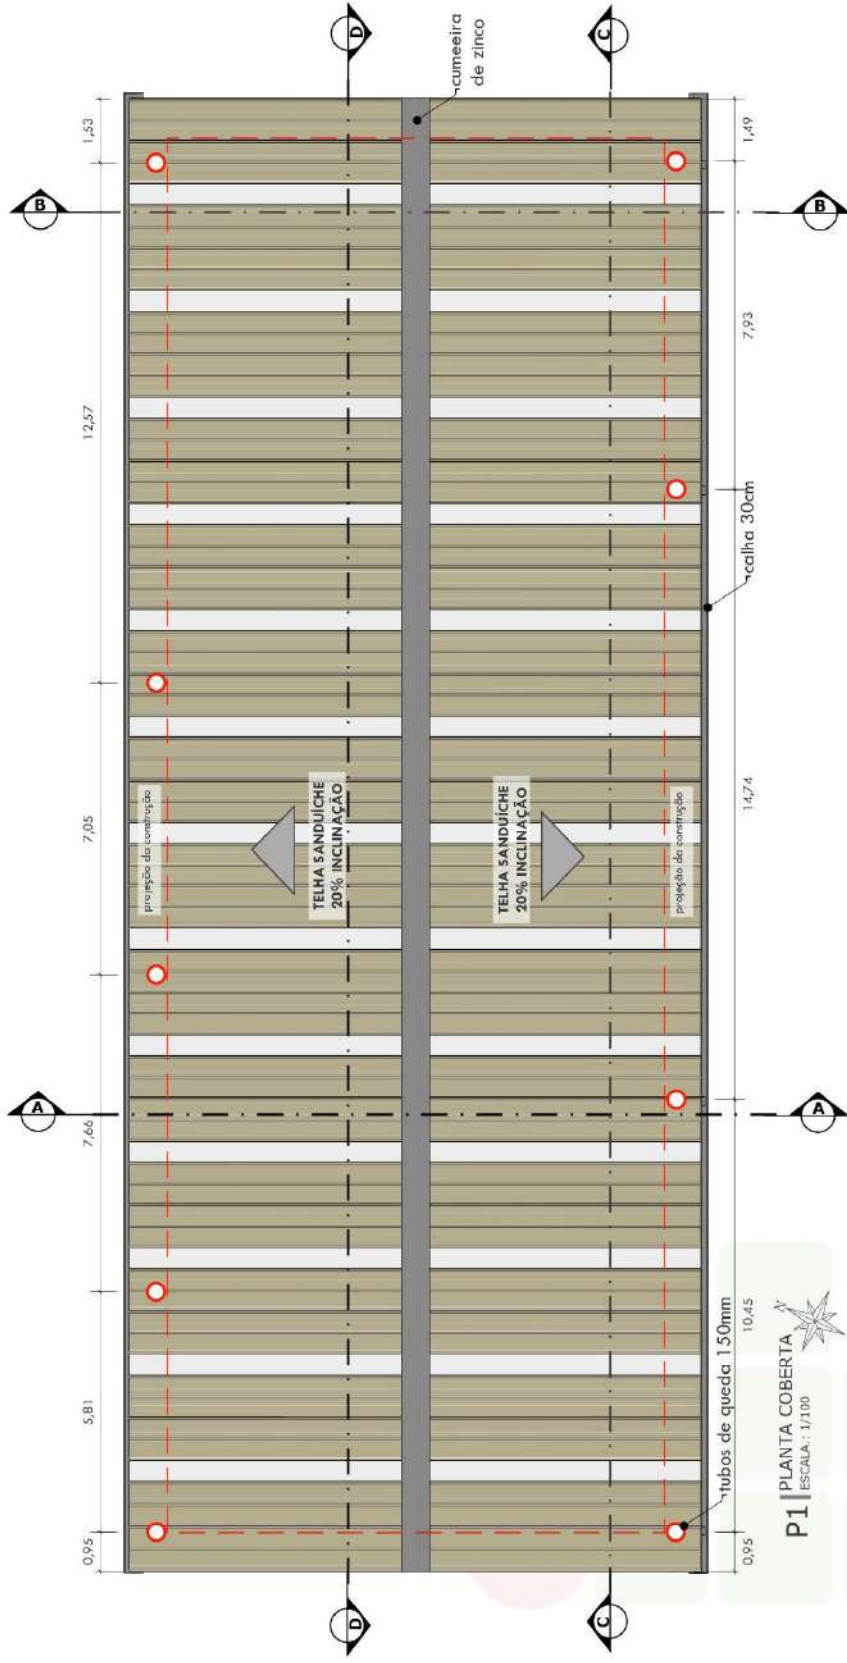 A
B
0,95
5,81
7,66
7,05
12,57
1,53
projeção da construção
TELHA SANDUÍCHE
20% INCLINAÇÃO
D
D
cumeeira
de zinco
TELHA SANDUÍCHE
20% INCLINAÇÃO
C
C
projeção da construção
tubos de queda 150mm
calha 30cm
0,95
10,45
14,74
7,93
1,49
N
P1
PLANTA COBERTA
ESCALA.: 1/100
A
B